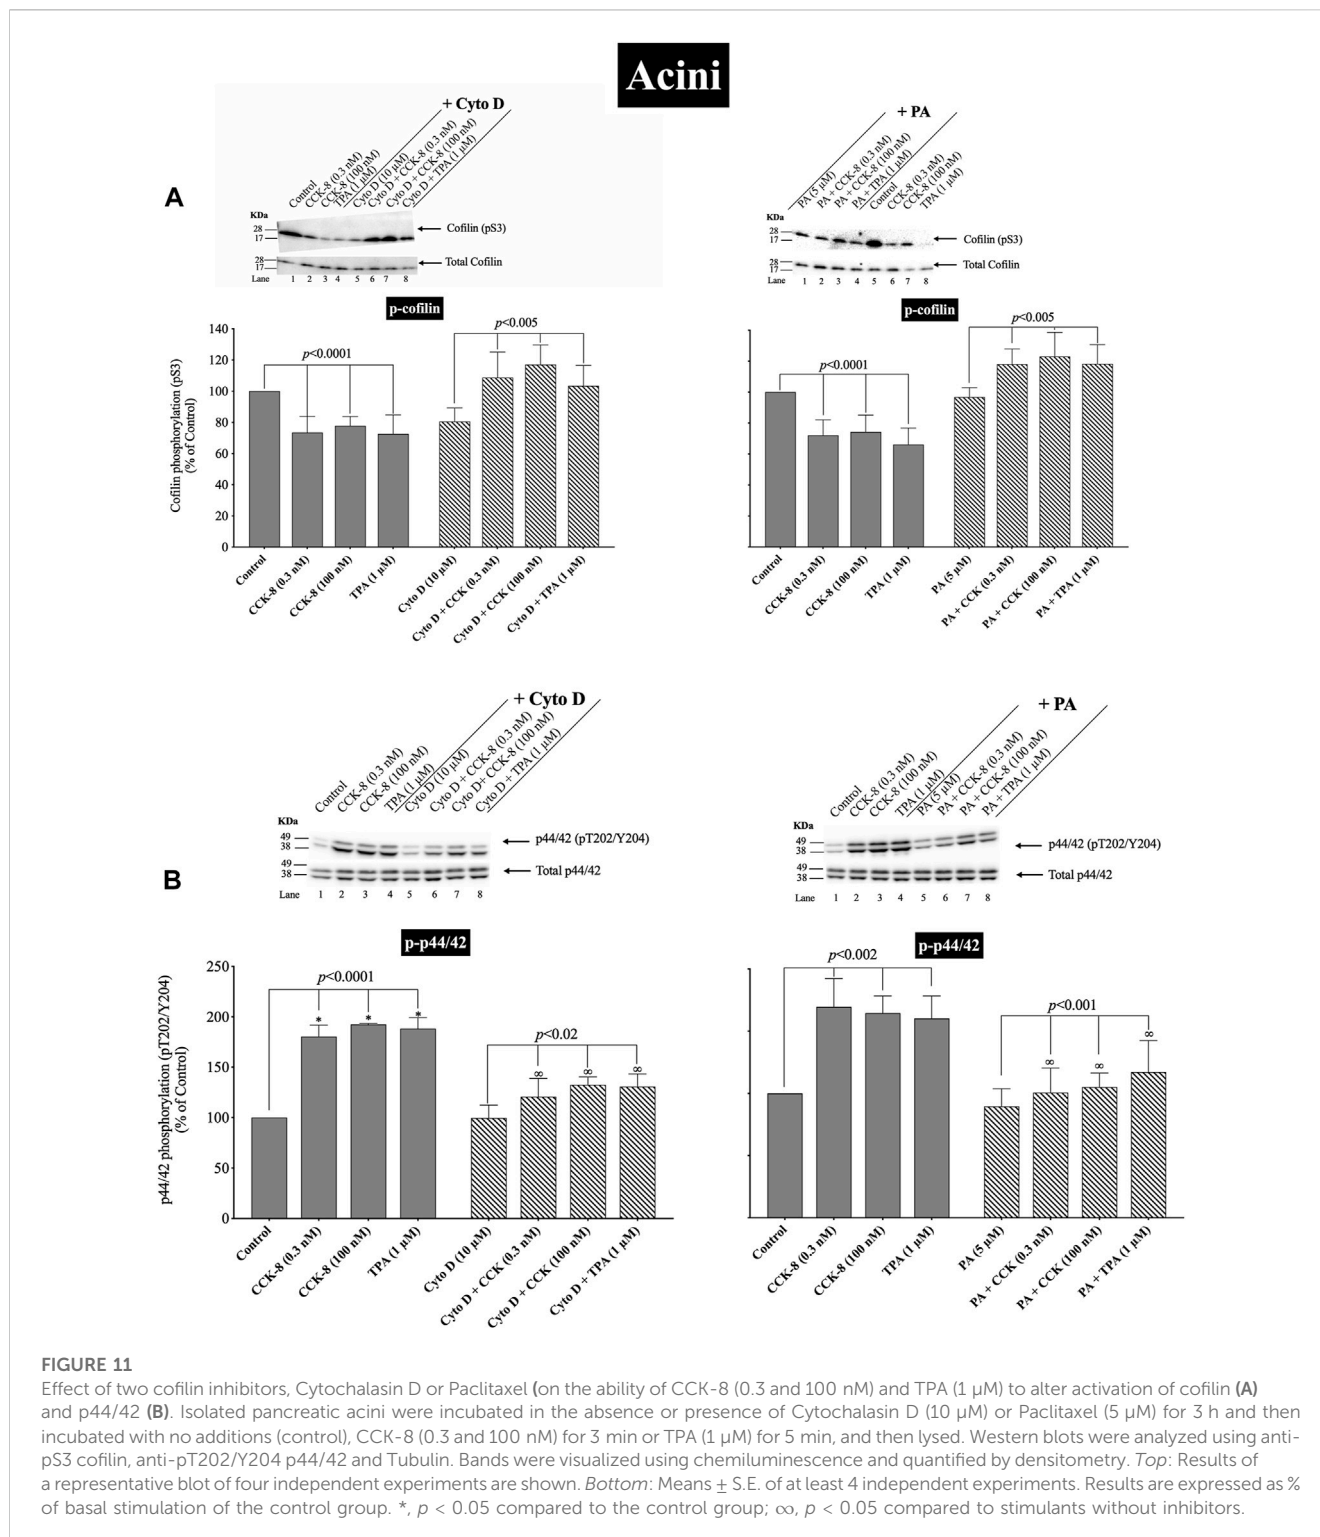 Acini
A
+ Cyto D
Control
CCK-8 (0.3 nM)
CCK-8 (100 nM)
TPA (1 µM)
Cyto D (10 µM)
Cyto D + CCK-8 (0.3 nM)
Cyto D + CCK-8 (100 nM)
Cyto D + TPA (1 µM)
KDa
28
17
Cofilin (pS3)
28
17
Total Cofilin
Lane 1 2 3 4 5 6 7 8
p-cofilin
Cofilin phosphorylation (pS3)
(% of Control)
140
120
100
80
60
40
20
0
p<0.0001
p<0.005
Control
CCK-8 (0.3 nM)
CCK-8 (100 nM)
TPA (1 µM)
Cyto D (10 µM)
Cyto D + CCK (0.3 nM)
Cyto D + CCK (100 nM)
Cyto D + TPA (1 µM)
+ PA
PA (5 µM)
PA + CCK-8 (0.3 nM)
PA + CCK-8 (100 nM)
PA + TPA (1 µM)
Control
CCK-8 (0.3 nM)
CCK-8 (100 nM)
TPA (1 µM)
KDa
28
17
Cofilin (pS3)
28
17
Total Cofilin
Lane 1 2 3 4 5 6 7 8
p-cofilin
p<0.0001
p<0.005
Control
CCK-8 (0.3 nM)
CCK-8 (100 nM)
TPA (1 µM)
PA (5 µM)
PA + CCK (0.3 nM)
PA + CCK (100 nM)
PA + TPA (1 µM)
B
+ Cyto D
Control
CCK-8 (0.3 nM)
CCK-8 (100 nM)
TPA (1 µM)
Cyto D (10 µM)
Cyto D + CCK-8 (0.3 nM)
Cyto D+ CCK-8 (100 nM)
Cyto D + TPA (1 µM)
KDa
49
38
p44/42 (pT202/Y204)
49
38
Total p44/42
Lane 1 2 3 4 5 6 7 8
p-p44/42
p44/42 phosphorylation (pT202/Y204)
(% of Control)
250
200
150
100
50
0
p<0.0001
* * *
p<0.02
∞ ∞ ∞
Control
CCK-8 (0.3 nM)
CCK-8 (100 nM)
TPA (1 µM)
Cyto D (10 µM)
Cyto D + CCK (0.3 nM)
Cyto D + CCK (100 nM)
Cyto D + TPA (1 µM)
+ PA
Control
CCK-8 (0.3 nM)
CCK-8 (100 nM)
TPA (1 µM)
PA (5 µM)
PA + CCK-8 (0.3 nM)
PA + CCK-8 (100 nM)
PA + TPA (1 µM)
KDa
49
38
p44/42 (pT202/Y204)
49
38
Total p44/42
Lane 1 2 3 4 5 6 7 8
p-p44/42
p<0.002
p<0.001
∞ ∞ ∞
Control
CCK-8 (0.3 nM)
CCK-8 (100 nM)
TPA (1 µM)
PA (5 µM)
PA + CCK (0.3 nM)
PA + CCK (100 nM)
PA + TPA (1 µM)
FIGURE 11
Effect of two cofilin inhibitors, Cytochalasin D or Paclitaxel (on the ability of CCK-8 (0.3 and 100 nM) and TPA (1 µM) to alter activation of cofilin (A)
and p44/42 (B). Isolated pancreatic acini were incubated in the absence or presence of Cytochalasin D (10 µM) or Paclitaxel (5 µM) for 3 h and then
incubated with no additions (control), CCK-8 (0.3 and 100 nM) for 3 min or TPA (1 µM) for 5 min, and then lysed. Western blots were analyzed using anti-
pS3 cofilin, anti-pT202/Y204 p44/42 and Tubulin. Bands were visualized using chemiluminescence and quantified by densitometry. Top: Results of
a representative blot of four independent experiments are shown. Bottom: Means ± S.E. of at least 4 independent experiments. Results are expressed as %
of basal stimulation of the control group. *, p < 0.05 compared to the control group; ∞, p < 0.05 compared to stimulants without inhibitors.